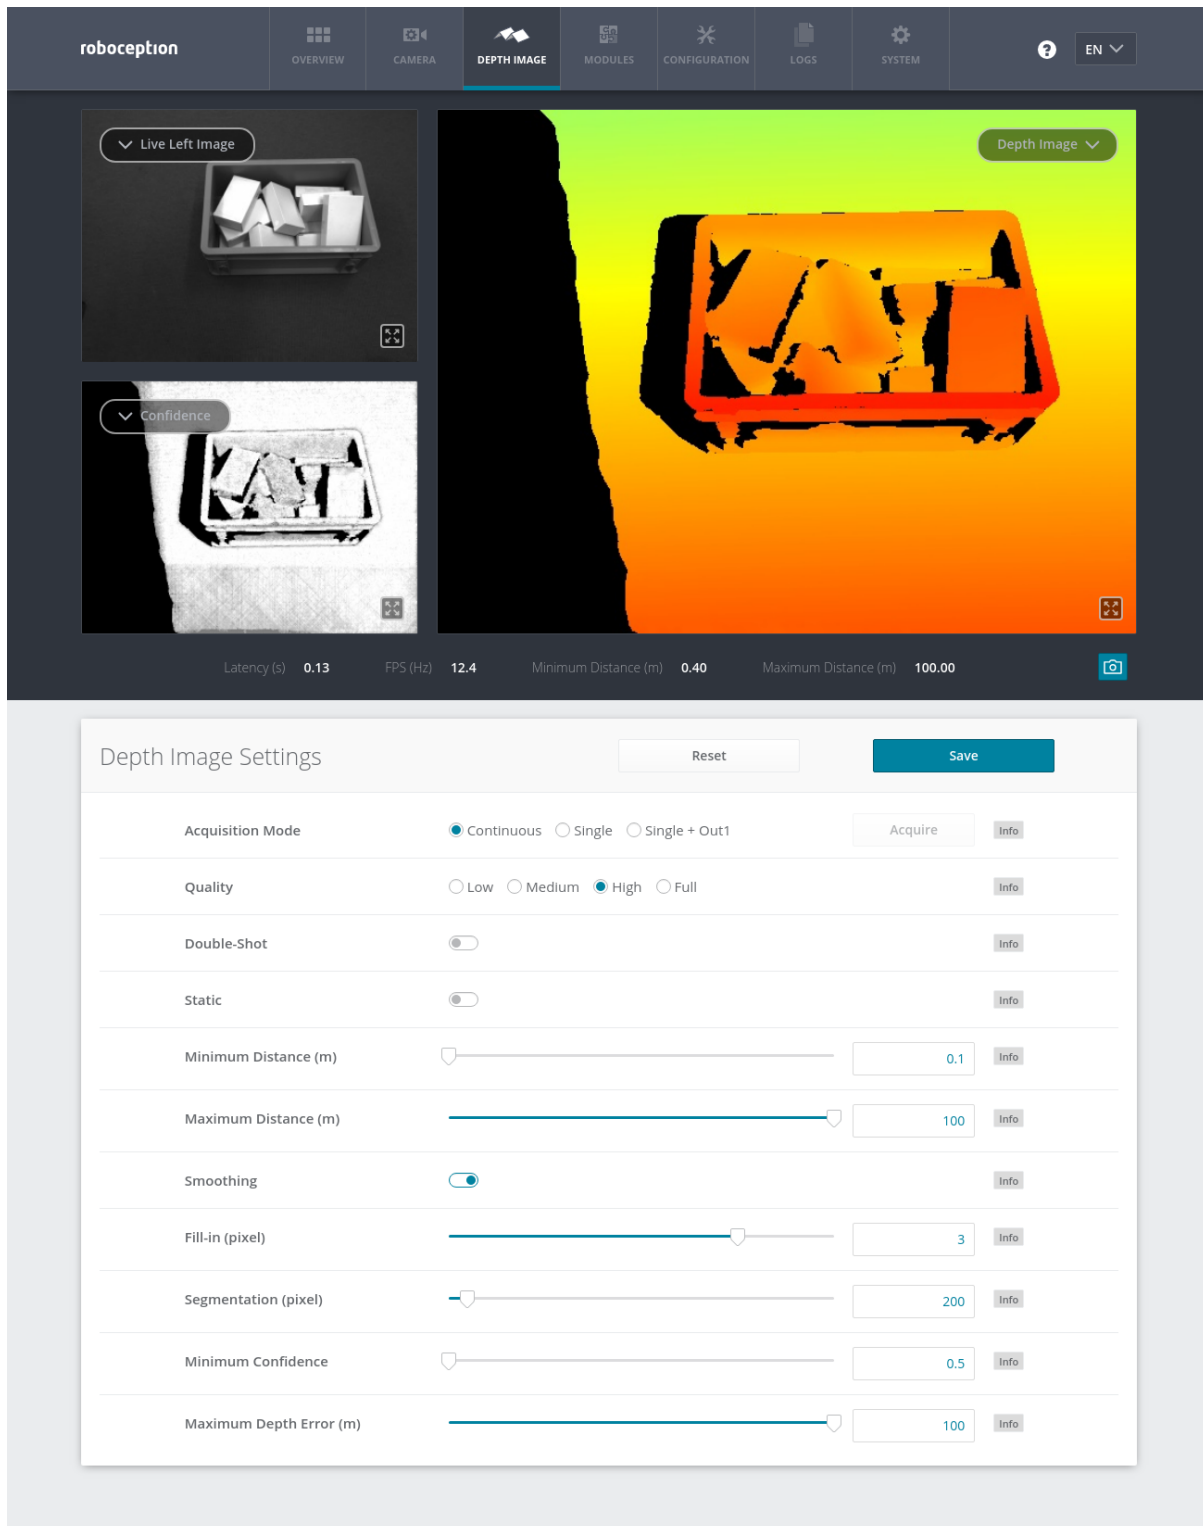 roboception
OVERVIEW
CAMERA
DEPTH IMAGE
MODULES
CONFIGURATION
LOGS
SYSTEM
?
EN
Live Left Image
Depth Image
Confidence
Latency (s) 0.13 FPS (Hz) 12.4 Minimum Distance (m) 0.40 Maximum Distance (m) 100.00
Depth Image Settings Reset Save
Acquisition Mode Continuous Single Single + Out1 Acquire Info
Quality Low Medium High Full Info
Double-Shot Info
Static Info
Minimum Distance (m) 0.1 Info
Maximum Distance (m) 100 Info
Smoothing Info
Fill-in (pixel) 3 Info
Segmentation (pixel) 200 Info
Minimum Confidence 0.5 Info
Maximum Depth Error (m) 100 Info